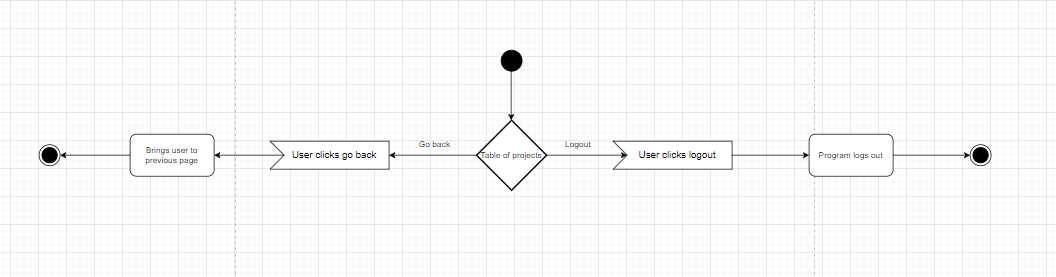 Go back
Logout
Brings user to
previous page
User clicks go back
Table of projects
User clicks logout
Program logs out